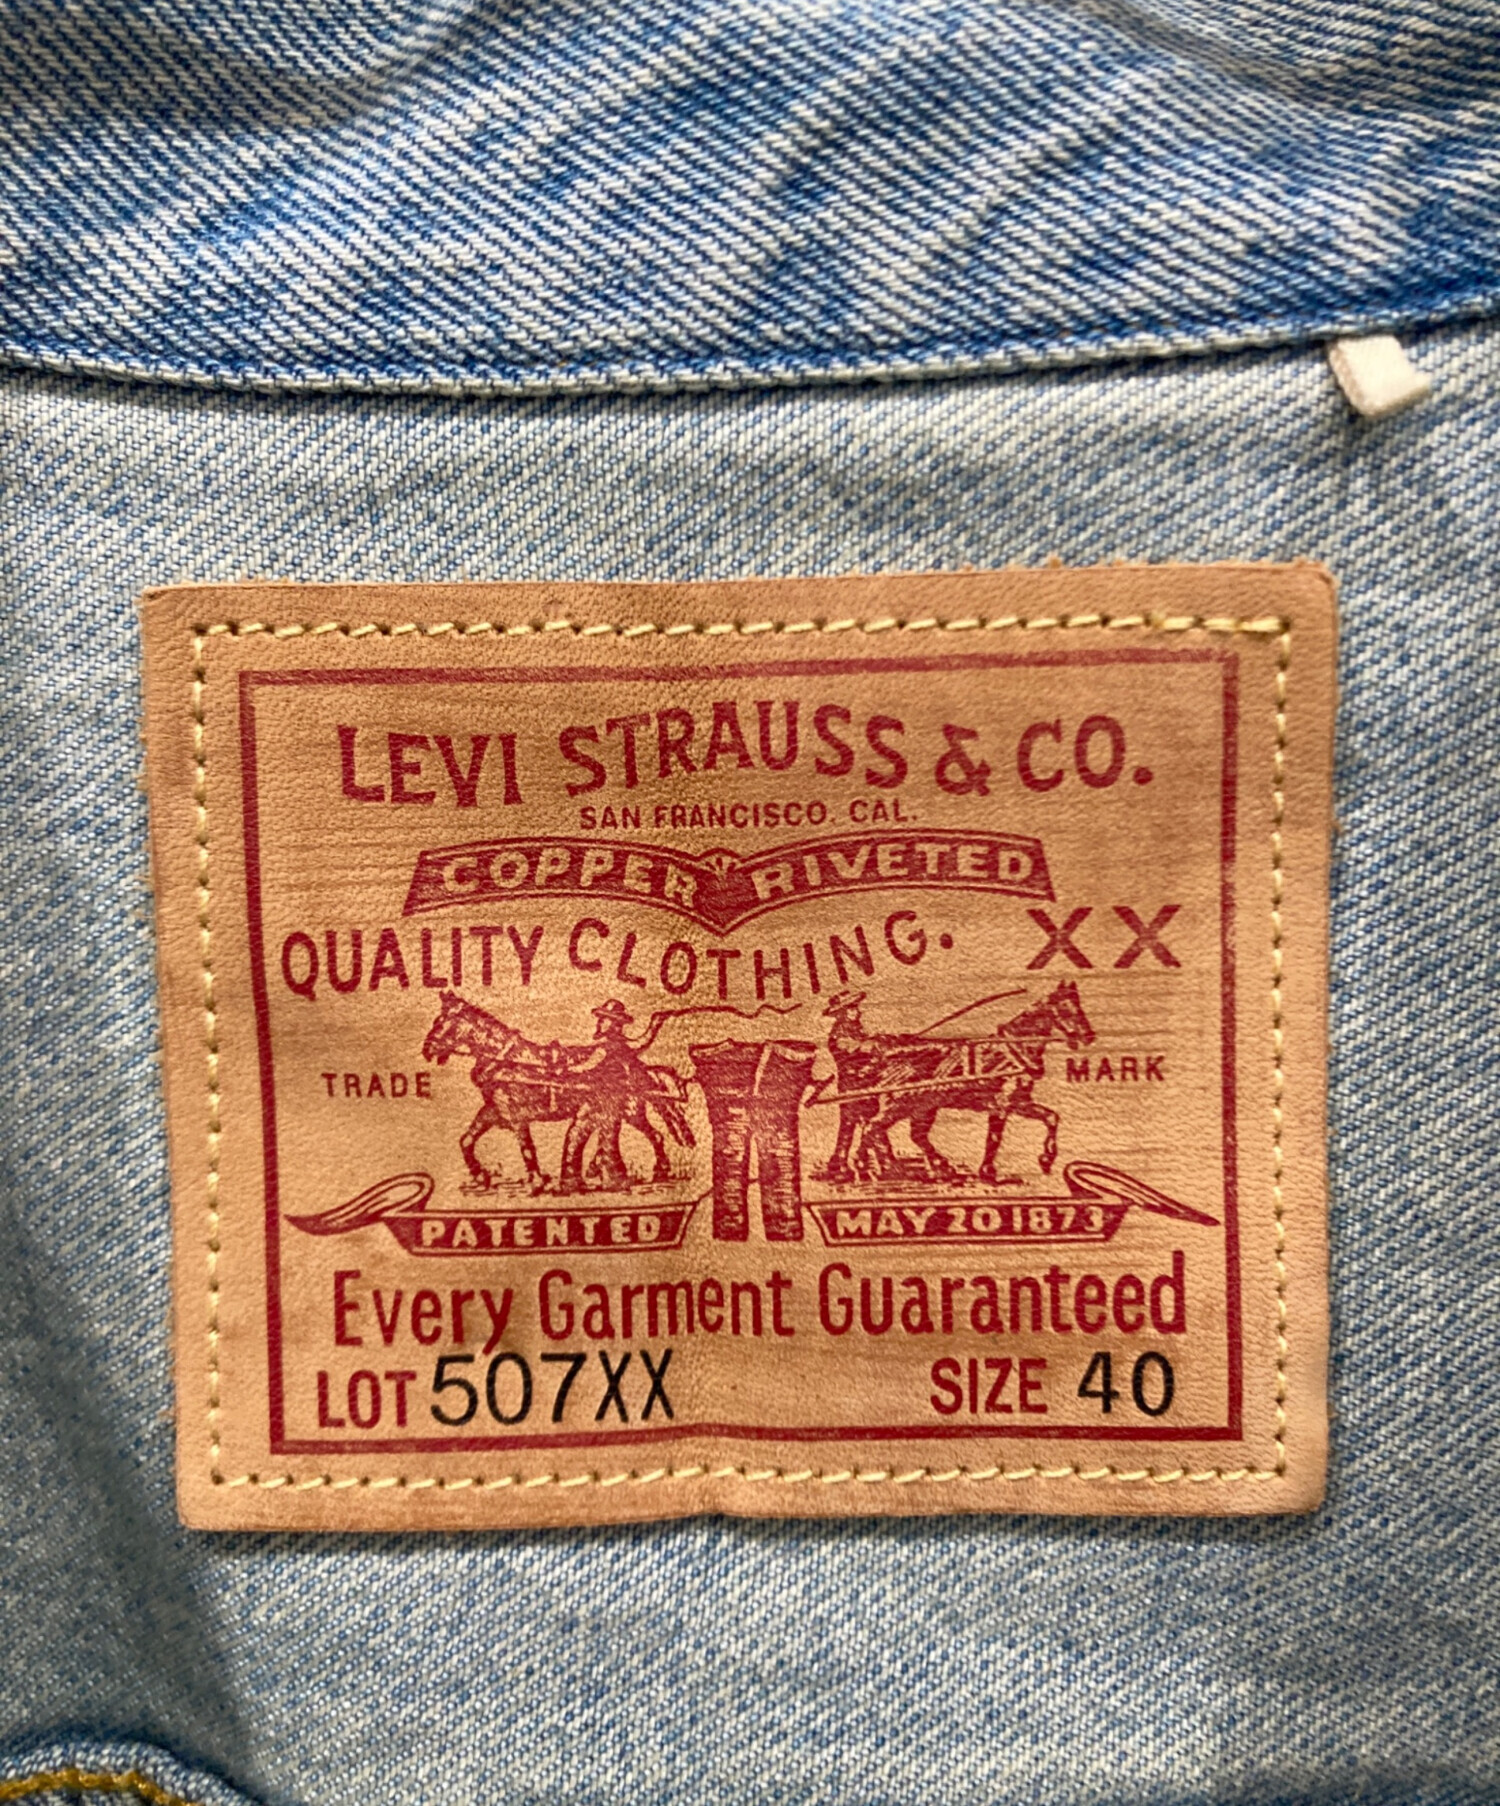 LEVI STRAUSS & CO.
SAN FRANCISCO. CAL.
COPPER RIVETED
QUALITY CLOTHING. XX
TRADE MARK
PATENTED MAY 20 1873
Every Garment Guaranteed
LOT 507XX SIZE 40